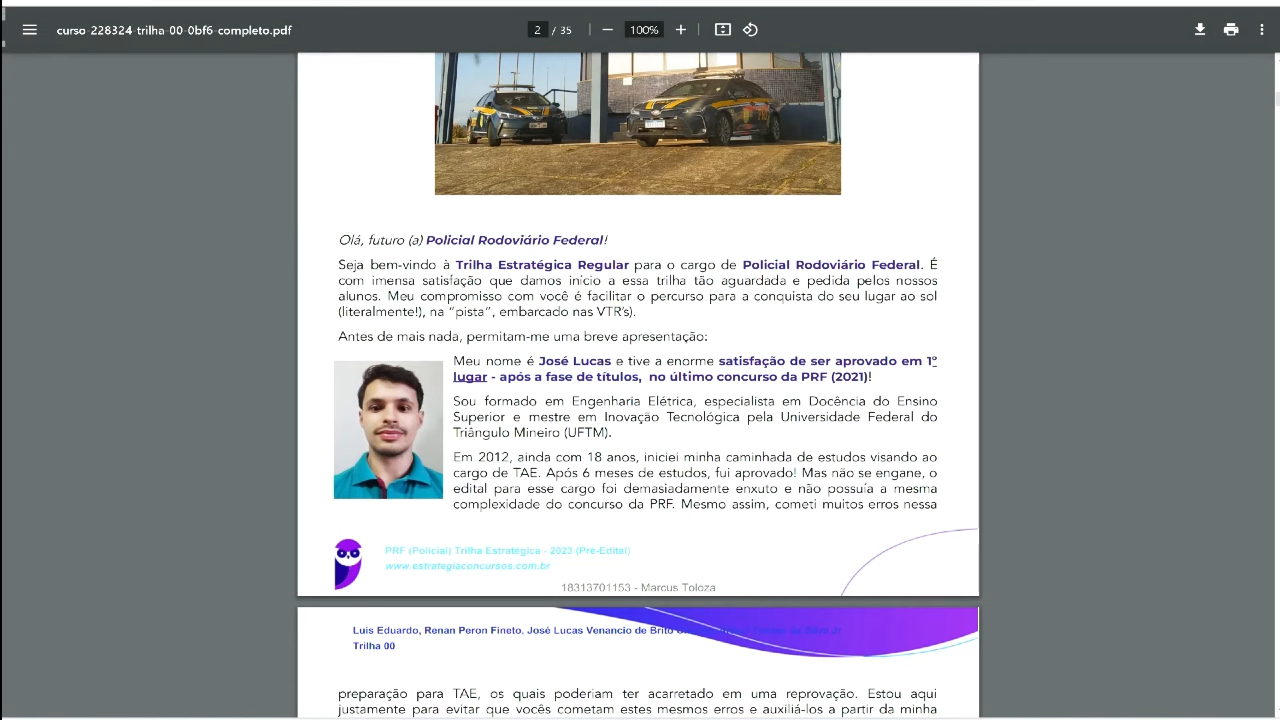 curso-228324-trilha-00-0bf6-completo.pdf
2 / 35
100%
Olá, futuro (a) Policial Rodoviário Federal!
Seja bem-vindo à Trilha Estratégica Regular para o cargo de Policial Rodoviário Federal. É
com imensa satisfação que damos início a essa trilha tão aguardada e pedida pelos nossos
alunos. Meu compromisso com você é facilitar o percurso para a conquista do seu lugar ao sol
(literalmente!), na "pista", embarcado nas VTR's).
Antes de mais nada, permitam-me uma breve apresentação:
Meu nome é José Lucas e tive a enorme satisfação de ser aprovado em 1º
lugar - após a fase de títulos, no último concurso da PRF (2021)!
Sou formado em Engenharia Elétrica, especialista em Docência do Ensino
Superior e mestre em Inovação Tecnológica pela Universidade Federal do
Triângulo Mineiro (UFTM).
Em 2012, ainda com 18 anos, iniciei minha caminhada de estudos visando ao
cargo de TAE. Após 6 meses de estudos, fui aprovado! Mas não se engane, o
edital para esse cargo foi demasiadamente enxuto e não possuía a mesma
complexidade do concurso da PRF. Mesmo assim, cometi muitos erros nessa
PRF (Policial) Trilha Estratégica - 2023 (Pré-Edital)
www.estrategiaconcursos.com.br
18313701153 - Marcus Toloza
Luis Eduardo, Renan Peron Fineto, José Lucas Venancio de Brito da Silva Jr
Trilha 00
preparação para TAE, os quais poderiam ter acarretado em uma reprovação. Estou aqui
justamente para evitar que vocês cometam estes mesmos erros e auxiliá-los a partir da minha